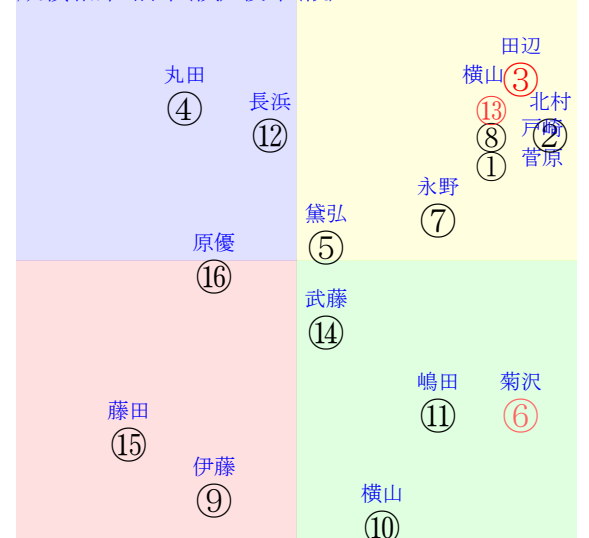 田辺
丸田 横山 ③
④ 長浜 ⑬ 北村
⑫ ⑧ 戸崎 ②
① 菅原
永野
黛弘 ⑦
原優 ⑤
⑯
武藤
⑭
嶋田 菊沢
藤田 ⑪ ⑥
⑮
伊藤
⑨ 横山
⑩